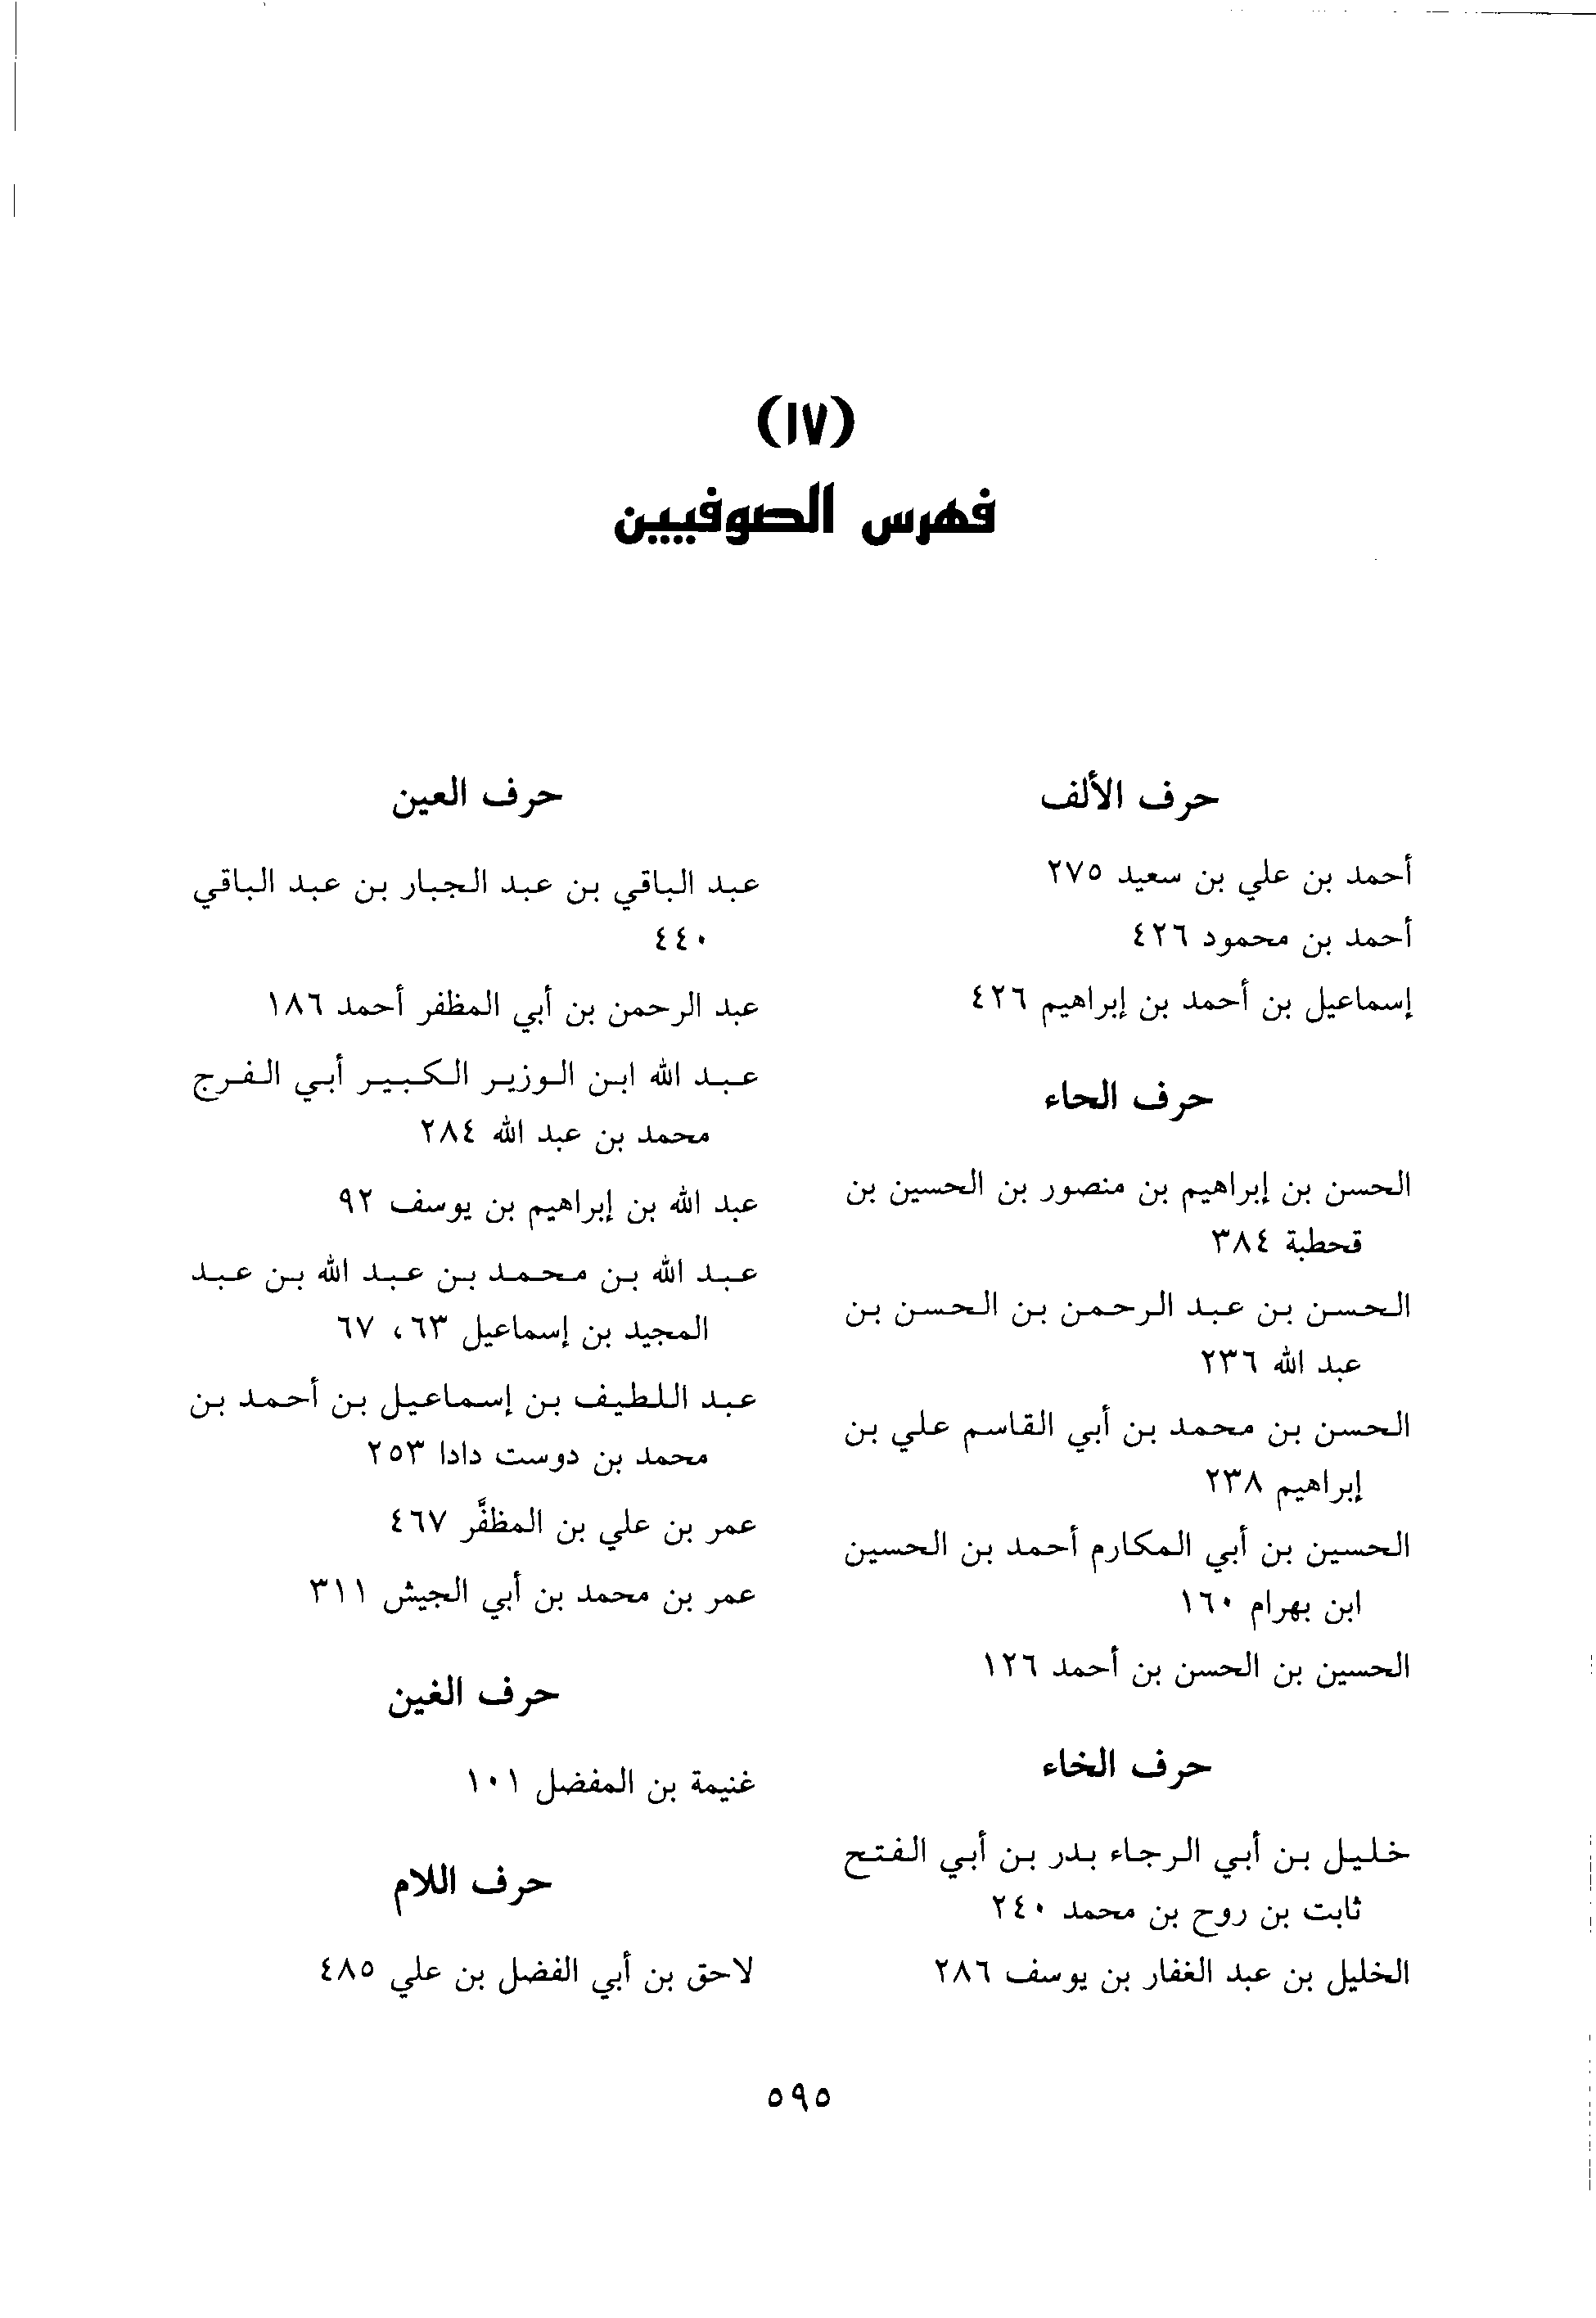 (١٧)
فهرس الصوفيين
حرف الألف
أحمد بن علي بن سعيد ٢٧٥
أحمد بن محمود ٤٢٦
إسماعيل بن أحمد بن إبراهيم ٤٢٦
حرف الحاء
الحسن بن إبراهيم بن منصور بن الحسين بن
قحطبة ٣٨٤
الحسن بن عبد الرحمن بن الحسن بن
عبد الله ٢٣٦
الحسن بن محمد بن أبي القاسم علي بن
إبراهيم ٢٣٨
الحسين بن أبي المكارم أحمد بن الحسين
ابن بهرام ١٦٠
الحسين بن الحسن بن أحمد ١٢٦
حرف الخاء
خليل بن أبي الرجاء بدر بن أبي الفتح
ثابت بن روح بن محمد ٢٤٠
الخليل بن عبد الغفار بن يوسف ٢٨٦
حرف العين
عبد الباقي بن عبد الجبار بن عبد الباقي
٤٤٠
عبد الرحمن بن أبي المظفر أحمد ١٨٦
عبد الله ابن الوزير الكبير أبي الفرج
محمد بن عبد الله ٢٨٤
عبد الله بن إبراهيم بن يوسف ٩٢
عبد الله بن محمد بن عبد الله بن عبد
المجيد بن إسماعيل ٦٣، ٦٧
عبد اللطيف بن إسماعيل بن أحمد بن
محمد بن دوست دادا ٢٥٣
عمر بن علي بن المظفَّر ٤٦٧
عمر بن محمد بن أبي الجيش ٣١١
حرف الغين
غنيمة بن المفضل ١٠١
حرف اللام
لاحق بن أبي الفضل بن علي ٤٨٥
٥٩٥